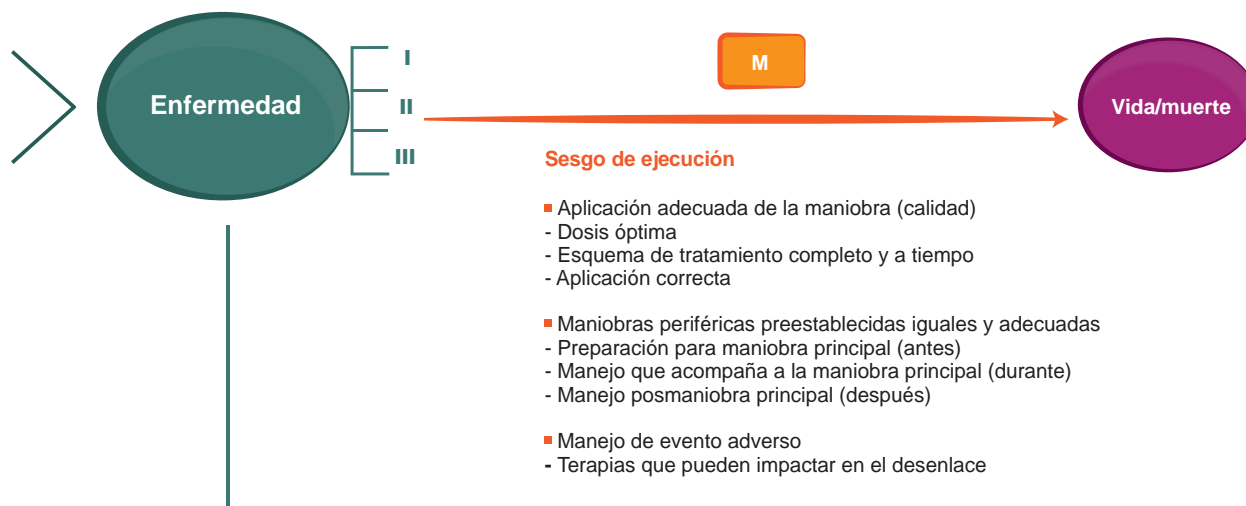 Enfermedad
I
II
III
M
Vida/muerte
Sesgo de ejecución
Aplicación adecuada de la maniobra (calidad)
- Dosis óptima
- Esquema de tratamiento completo y a tiempo
- Aplicación correcta
Maniobras periféricas preestablecidas iguales y adecuadas
- Preparación para maniobra principal (antes)
- Manejo que acompaña a la maniobra principal (durante)
- Manejo posmaniobra principal (después)
Manejo de evento adverso
- Terapias que pueden impactar en el desenlace